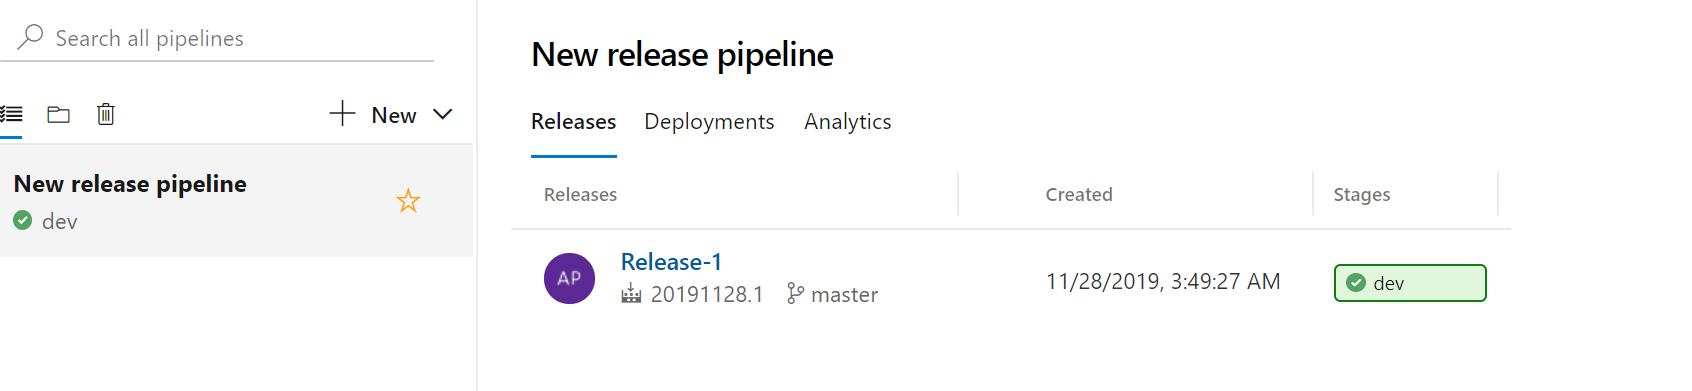 Search all pipelines
New
New release pipeline
dev
New release pipeline
Releases Deployments Analytics
Releases Created Stages
AP
Release-1
20191128.1 master
11/28/2019, 3:49:27 AM
dev